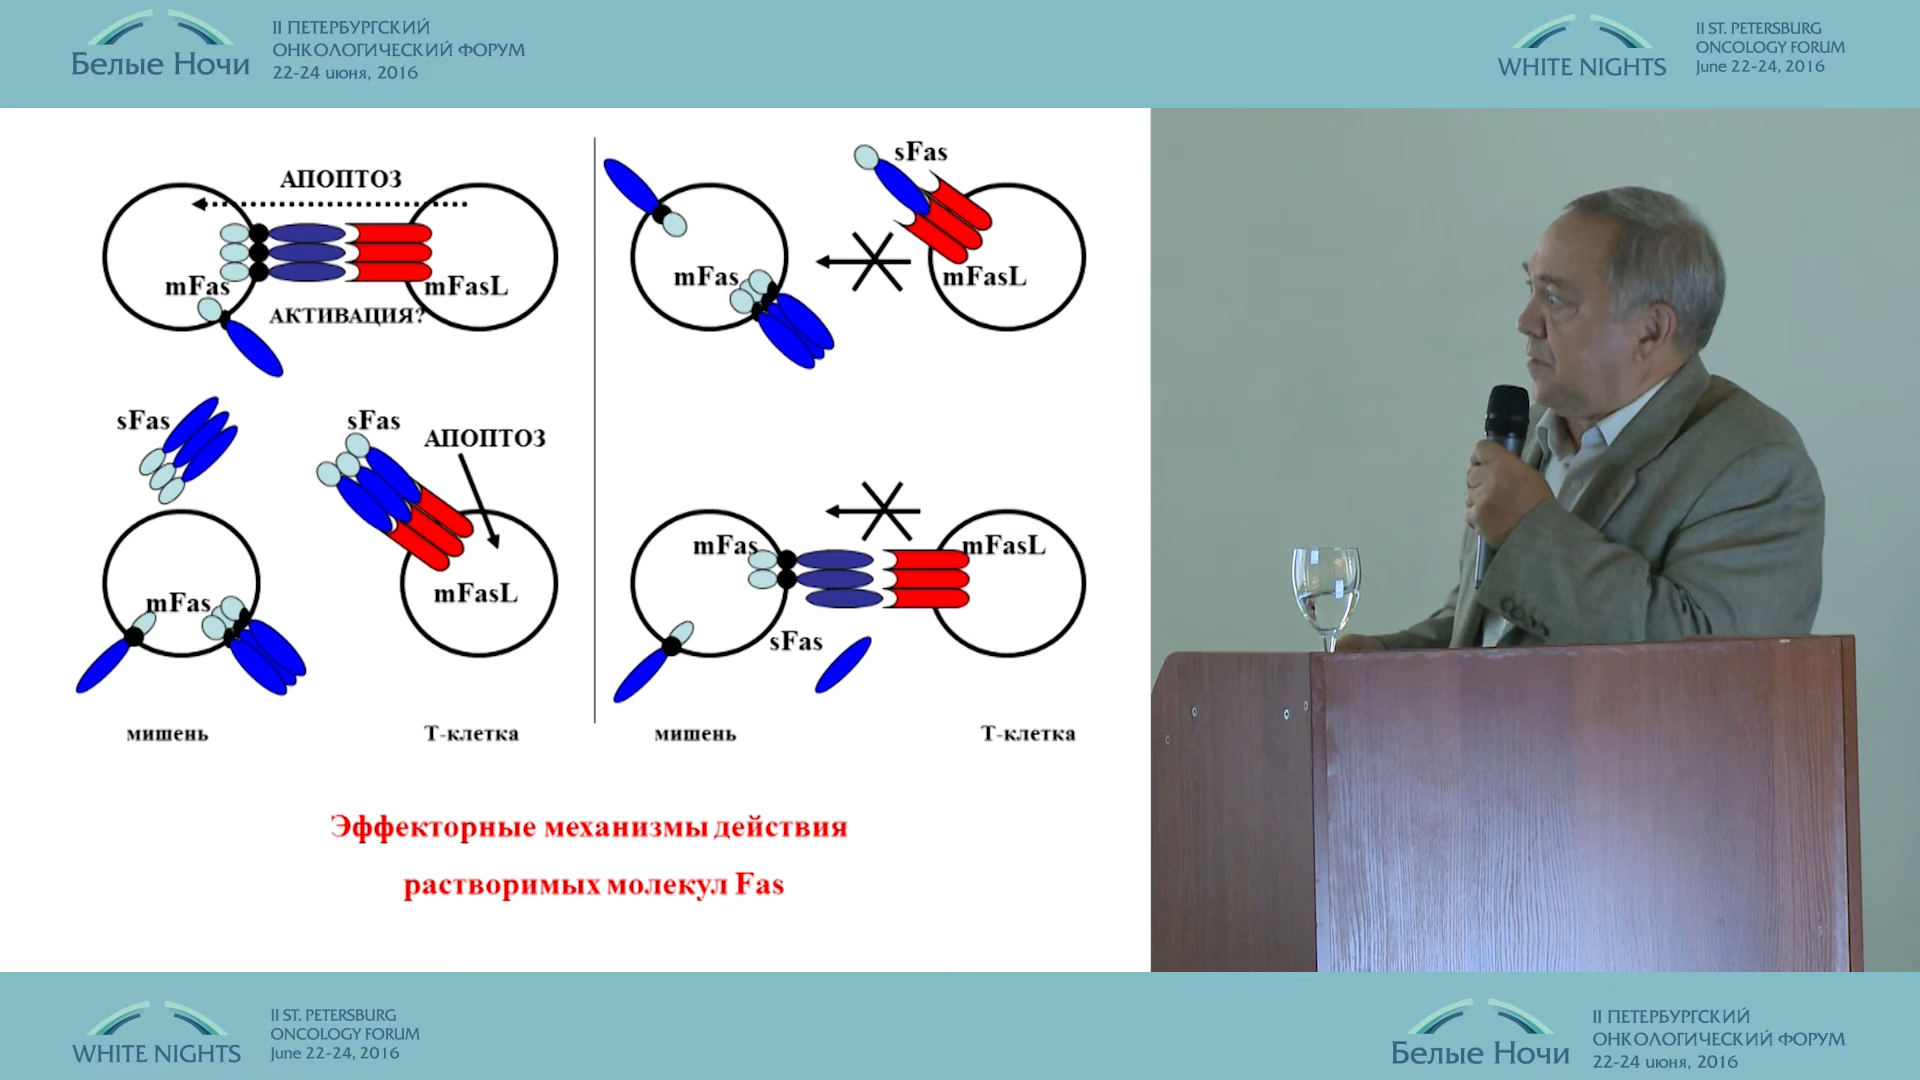 Белые Ночи
II ПЕТЕРБУРГСКИЙ
ОНКОЛОГИЧЕСКИЙ ФОРУМ
22-24 июня, 2016
WHITE NIGHTS
II ST. PETERSBURG
ONCOLOGY FORUM
June 22-24, 2016
АПОПТОЗ
mFas
mFasL
АКТИВАЦИЯ?
sFas
mFas
mFasL
sFas
sFas
АПОПТОЗ
mFas
mFasL
mFas
mFasL
sFas
мишень
Т-клетка
мишень
Т-клетка
Эффекторные механизмы действия
растворимых молекул Fas
WHITE NIGHTS
II ST. PETERSBURG
ONCOLOGY FORUM
June 22-24, 2016
Белые Ночи
II ПЕТЕРБУРГСКИЙ
ОНКОЛОГИЧЕСКИЙ ФОРУМ
22-24 июня, 2016